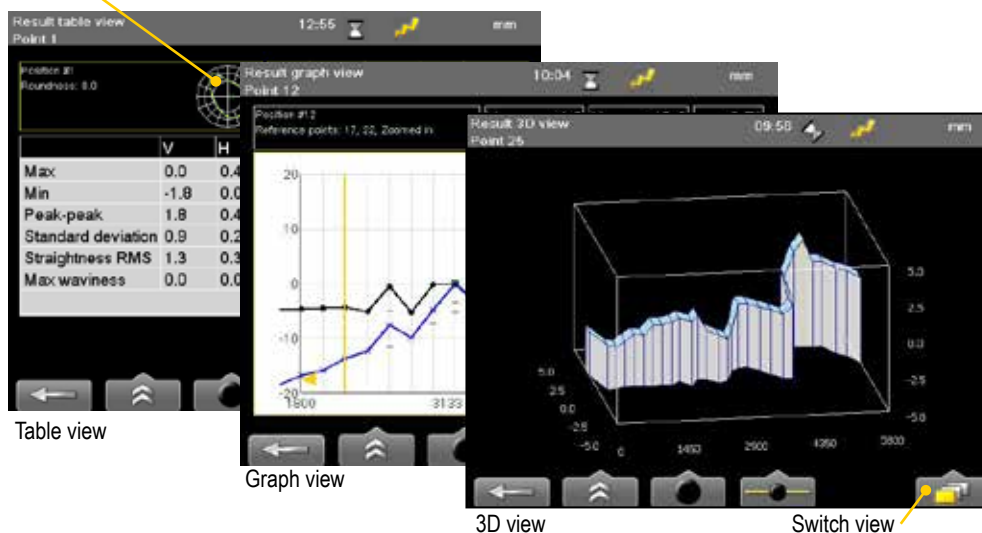 Result table view 12:55 mm
Point 1
Position #1
Roundness: 0.0
V H
Max 0.0 0.4
Min -1.8 0.0
Peak-peak 1.8 0.4
Standard deviation 0.9 0.2
Straightness RMS 1.3 0.3
Max waviness 0.0 0.0
Table view
Result graph view 10:04 mm
Point 12
Position #12
Reference points: 17, 22, Zoomed in
20
10
0
-10
-20
1800 3133
Graph view
Result 3D view 09:58 mm
Point 25
5.0
2.5
0.0
-2.5
-5.0
5.0
2.5
0.0
-2.5
-5.0
0 1450 2900 4350 5800
3D view
Switch view